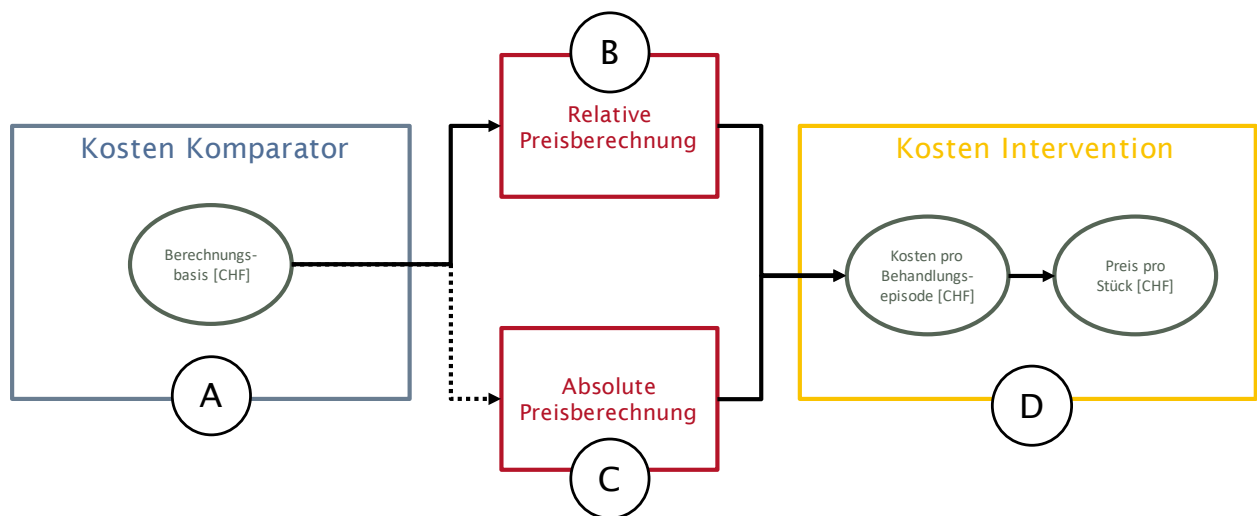 Kosten Komparator
Berechnungs-
basis [CHF]
A
B
Relative
Preisberechnung
Absolute
Preisberechnung
C
Kosten Intervention
Kosten pro
Behandlungs-
episode [CHF]
Preis pro
Stück [CHF]
D